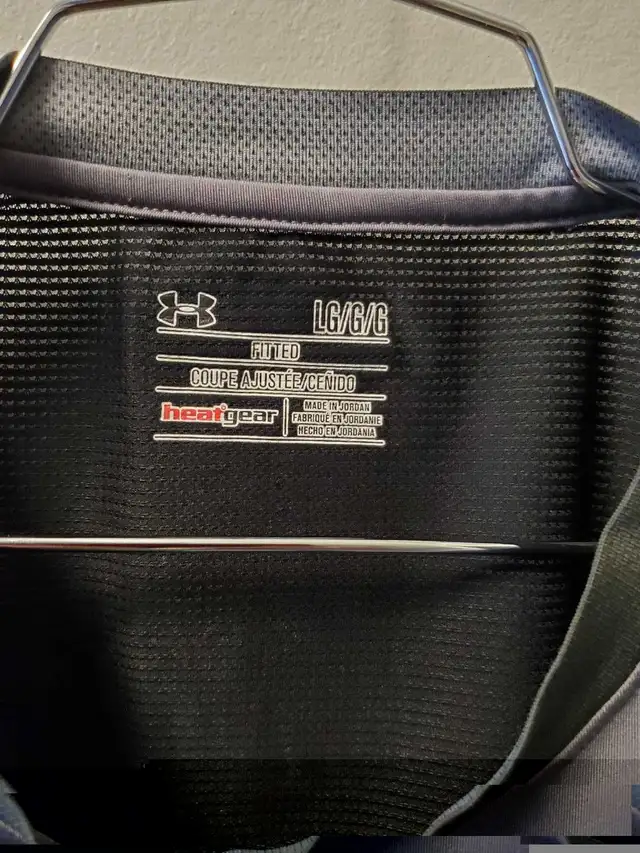 LG/G/G
FITTED
COUPE AJUSTÉE/CEÑIDO
heatgear
MADE IN JORDAN
FABRIQUÉ EN JORDANIE
HECHO EN JORDANIA